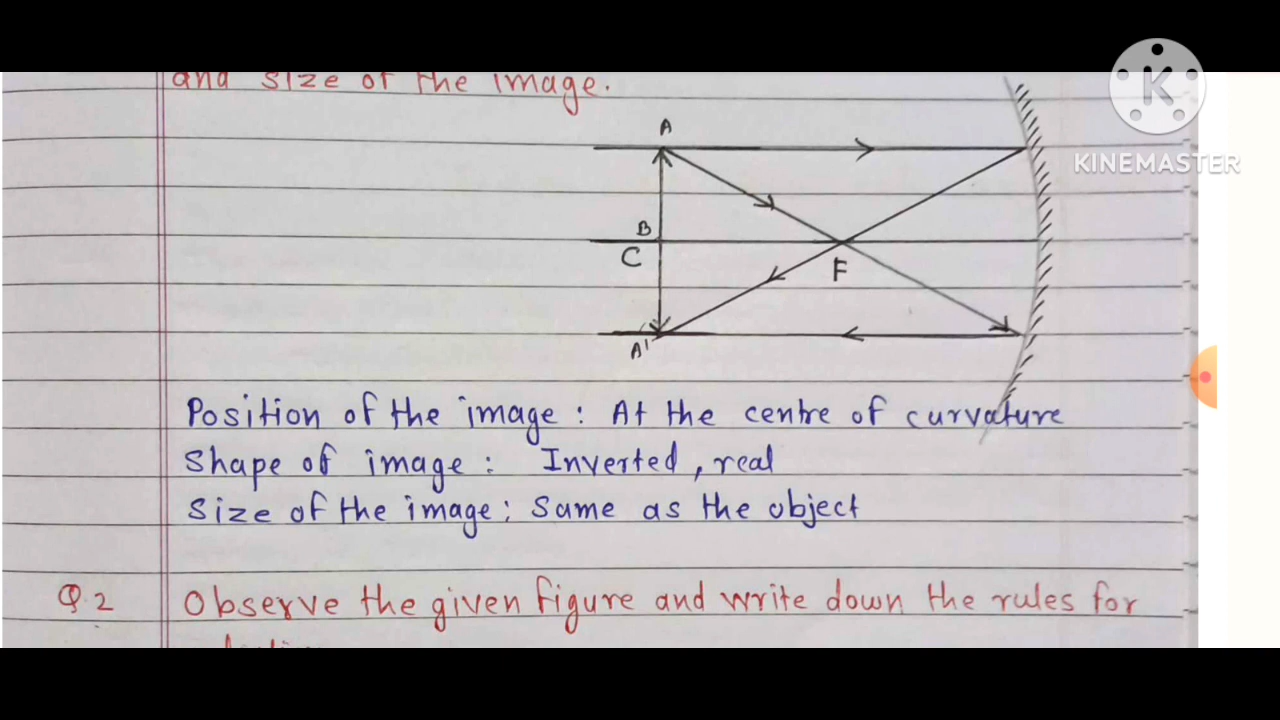 and size of the image.
K
KINEMASTER
A
B
C
F
A'
Position of the image : At the centre of curvature
Shape of image : Inverted, real
Size of the image : Same as the object
Q.2 Observe the given figure and write down the rules for